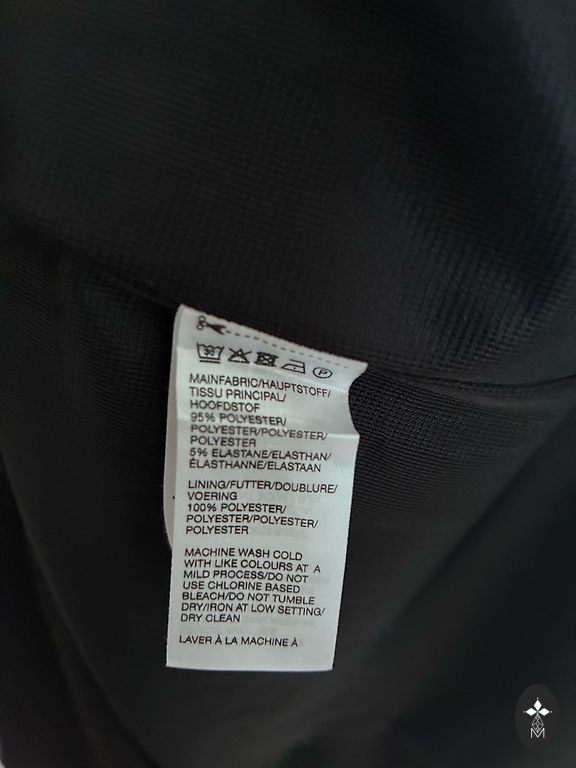 30
P
MAINFABRIC/HAUPTSTOFF/
TISSU PRINCIPAL/
HOOFDSTOF
95% POLYESTER/
POLYESTER/POLYESTER/
POLYESTER
5% ELASTANE/ELASTHAN/
ÉLASTHANNE/ELASTAAN
LINING/FUTTER/DOUBLURE/
VOERING
100% POLYESTER/
POLYESTER/POLYESTER/
POLYESTER
MACHINE WASH COLD
WITH LIKE COLOURS AT A
MILD PROCESS/DO NOT
USE CHLORINE BASED
BLEACH/DO NOT TUMBLE
DRY/IRON AT LOW SETTING/
DRY CLEAN
LAVER À LA MACHINE À
M